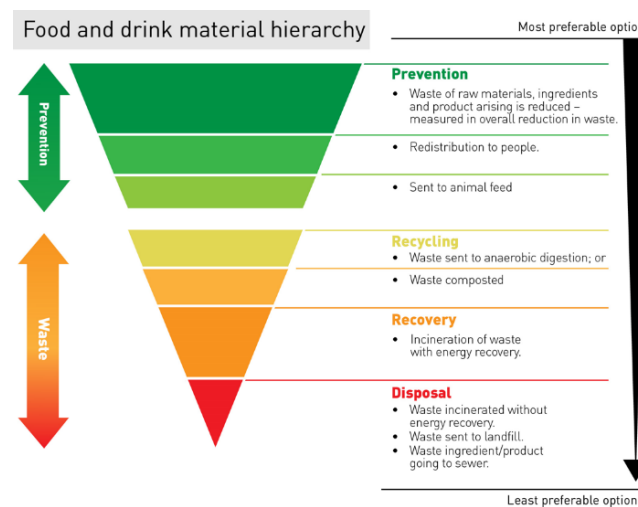 Food and drink material hierarchy
Most preferable optio
Prevention
Prevention
• Waste of raw materials, ingredients
and product arising is reduced –
measured in overall reduction in waste.
• Redistribution to people.
• Sent to animal feed
Waste
Recycling
• Waste sent to anaerobic digestion; or
• Waste composted
Recovery
• Incineration of waste
with energy recovery.
Disposal
• Waste incinerated without
energy recovery.
• Waste sent to landfill.
• Waste ingredient/product
going to sewer.
Least preferable option